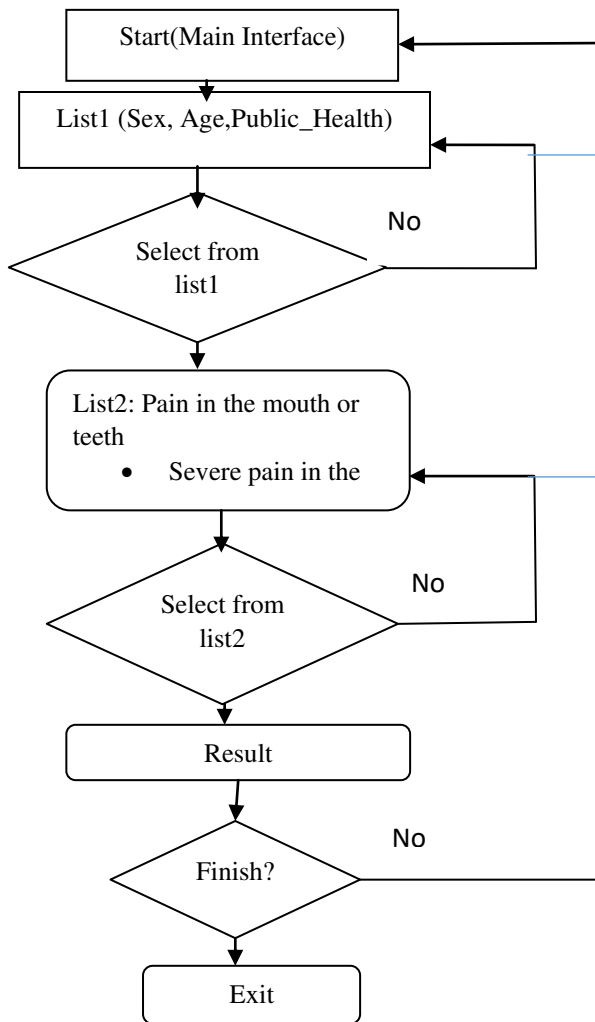 Start(Main Interface)
List1 (Sex, Age,Public_Health)
No
Select from
list1
List2: Pain in the mouth or
teeth
• Severe pain in the
No
Select from
list2
Result
No
Finish?
Exit